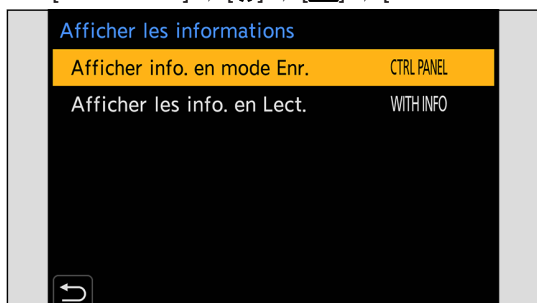 Afficher les informations
Afficher info. en mode Enr. CTRL PANEL
Afficher les info. en Lect. WITH INFO